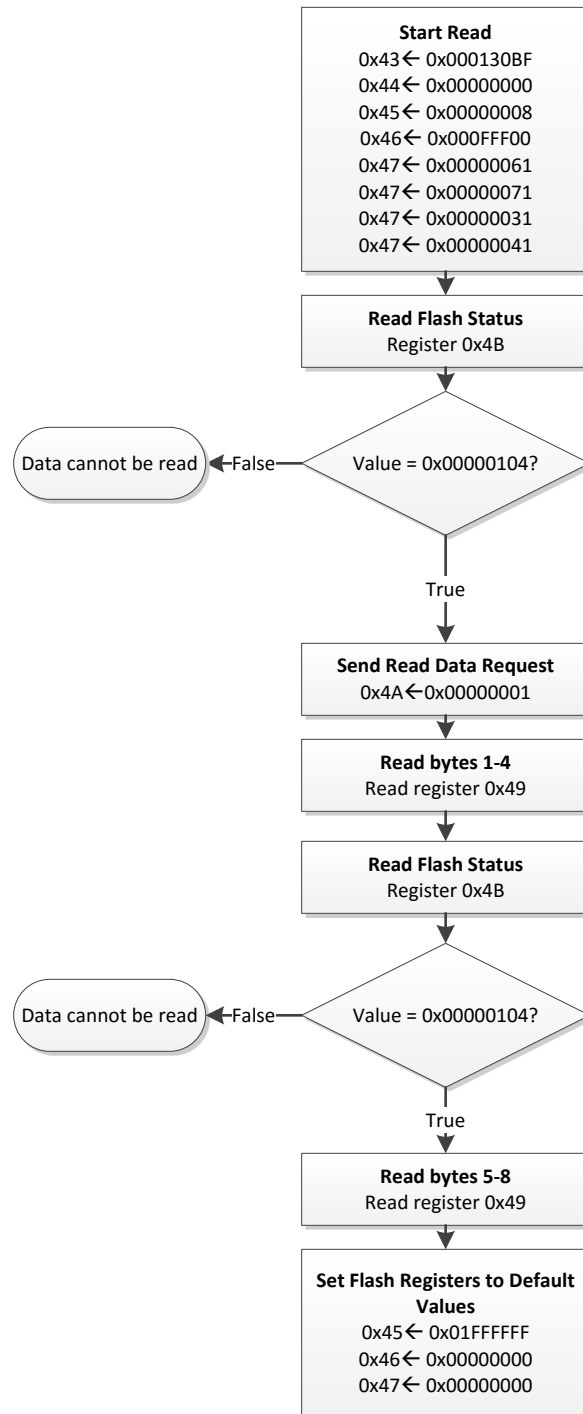 Start Read
0x43← 0x000130BF
0x44← 0x00000000
0x45← 0x00000008
0x46← 0x000FFF00
0x47← 0x00000061
0x47← 0x00000071
0x47← 0x00000031
0x47← 0x00000041
Read Flash Status
Register 0x4B
Data cannot be read
False
Value = 0x00000104?
True
Send Read Data Request
0x4A←0x00000001
Read bytes 1-4
Read register 0x49
Read Flash Status
Register 0x4B
Data cannot be read
False
Value = 0x00000104?
True
Read bytes 5-8
Read register 0x49
Set Flash Registers to Default
Values
0x45← 0x01FFFFFF
0x46← 0x00000000
0x47← 0x00000000